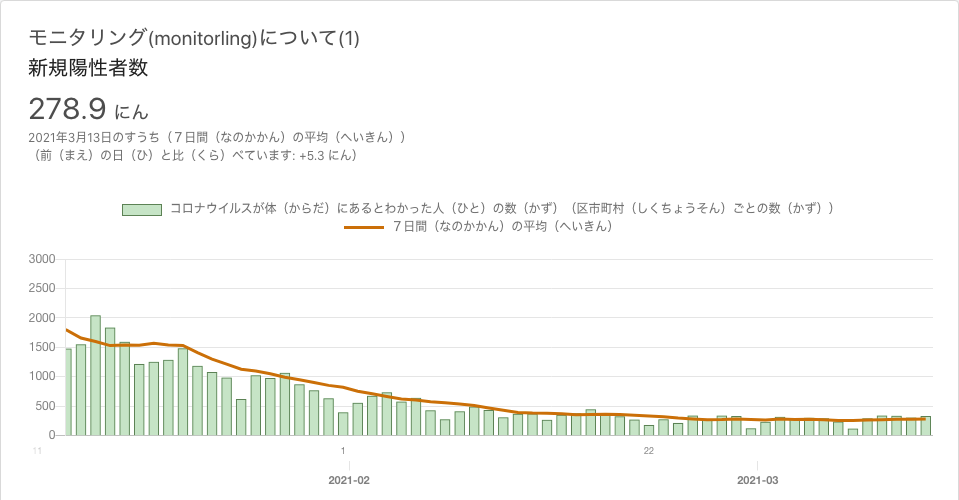 モニタリング(monitorling)について(1)
新規陽性者数
278.9 にん
2021年3月13日のすうち（７日間（なのかかん）の平均（へいきん））
（前（まえ）の日（ひ）と比（くら）べています: +5.3 にん）
コロナウイルスが体（からだ）にあるとわかった人（ひと）の数（かず）（区市町村（しくちょうそん）ごとの数（かず））
７日間（なのかかん）の平均（へいきん）
3000
2500
2000
1500
1000
500
0
11 1 22
2021-02 2021-03